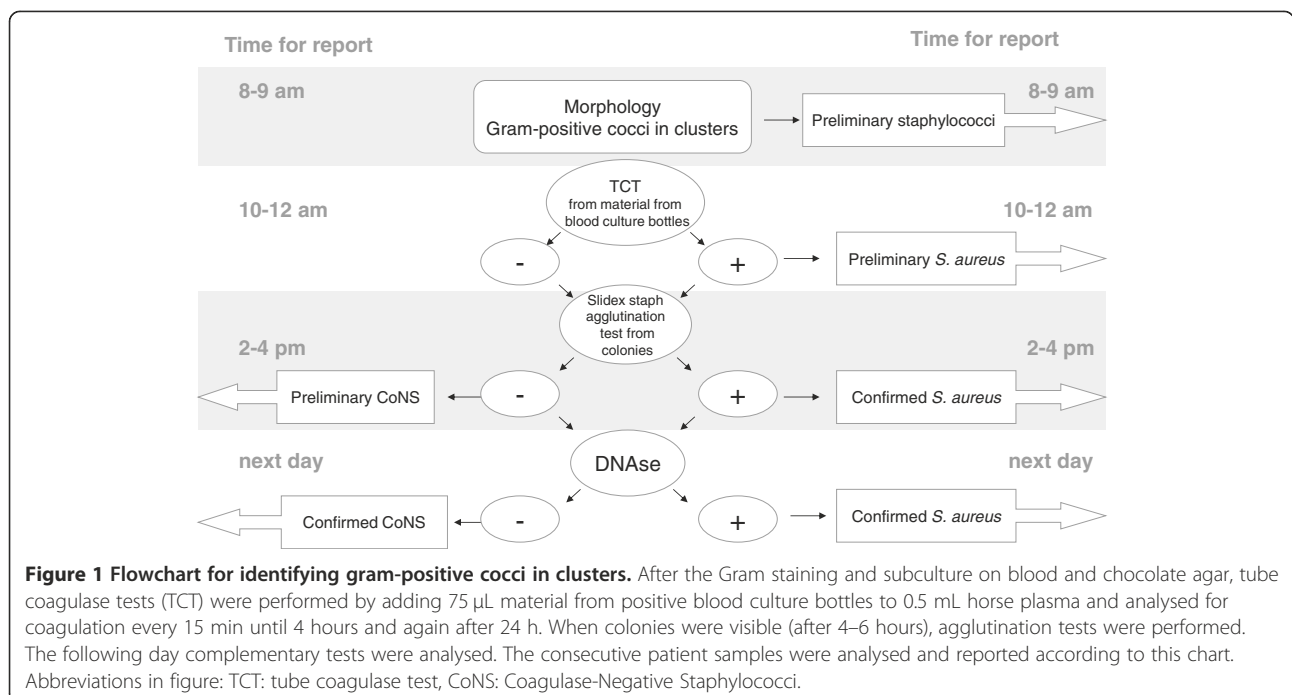 Time for report
Time for report
8-9 am
Morphology
Gram-positive cocci in clusters
Preliminary staphylococci
8-9 am
TCT
from material from
blood culture bottles
10-12 am
10-12 am
-
+
Preliminary S. aureus
Slidex staph
agglutination
test from
colonies
2-4 pm
2-4 pm
Preliminary CoNS
-
+
Confirmed S. aureus
next day
DNAse
next day
Confirmed CoNS
-
+
Confirmed S. aureus
Figure 1 Flowchart for identifying gram-positive cocci in clusters. After the Gram staining and subculture on blood and chocolate agar, tube
coagulase tests (TCT) were performed by adding 75 μL material from positive blood culture bottles to 0.5 mL horse plasma and analysed for
coagulation every 15 min until 4 hours and again after 24 h. When colonies were visible (after 4–6 hours), agglutination tests were performed.
The following day complementary tests were analysed. The consecutive patient samples were analysed and reported according to this chart.
Abbreviations in figure: TCT: tube coagulase test, CoNS: Coagulase-Negative Staphylococci.